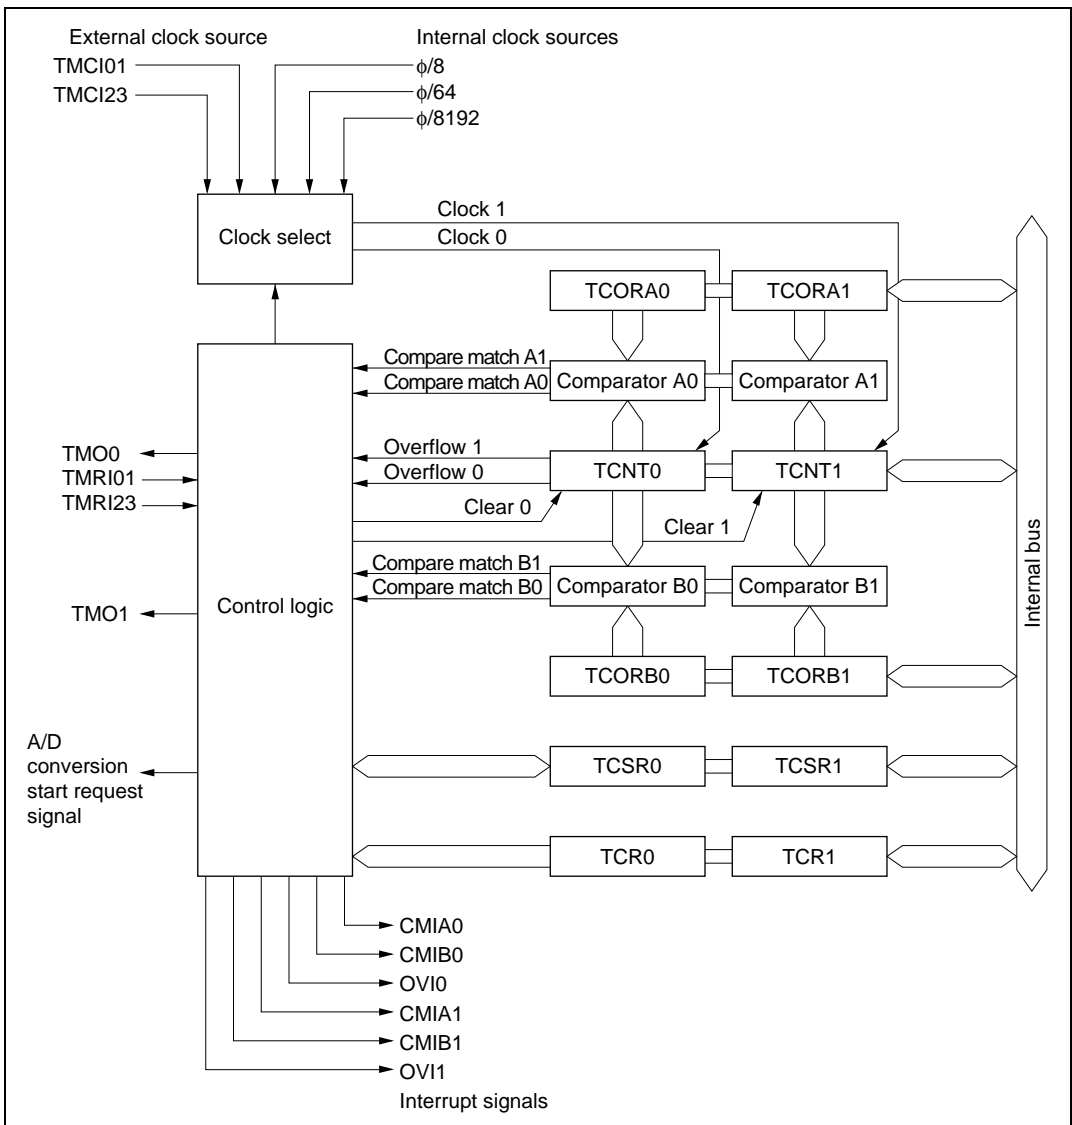 External clock source
Internal clock sources
TMCI01
ϕ/8
TMCI23
ϕ/64
ϕ/8192
Clock select
Clock 1
Clock 0
TCORA0
TCORA1
Compare match A1
Compare match A0
Comparator A0
Comparator A1
TMO0
TMRI01
TMRI23
Overflow 1
Overflow 0
TCNT0
TCNT1
Clear 0
Clear 1
Internal bus
Compare match B1
Compare match B0
Comparator B0
Comparator B1
TMO1
Control logic
TCORB0
TCORB1
A/D
conversion
start request
signal
TCSR0
TCSR1
TCR0
TCR1
CMIA0
CMIB0
OVI0
CMIA1
CMIB1
OVI1
Interrupt signals